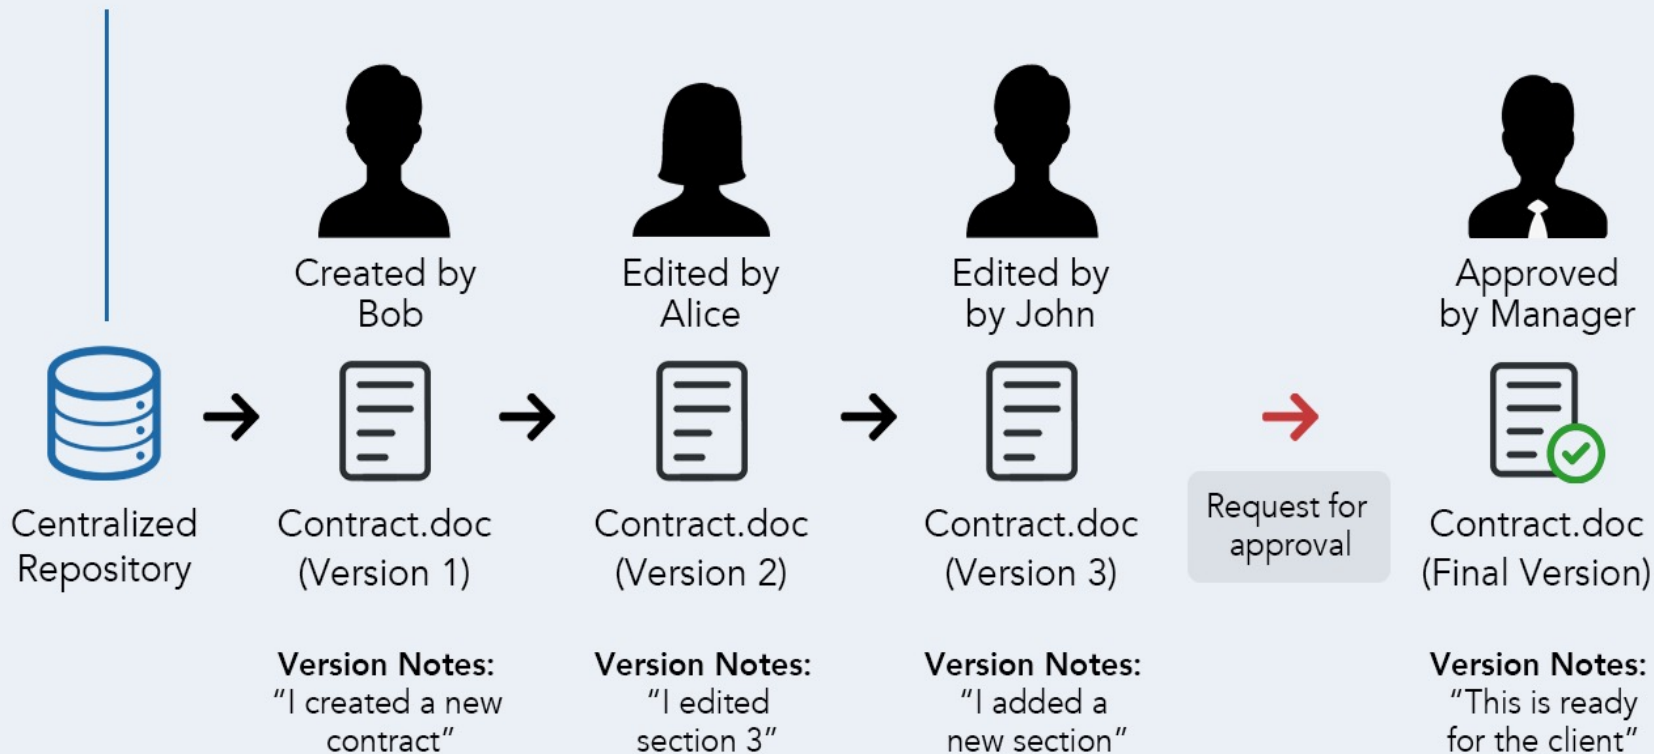 Created by
Bob
Edited by
Alice
Edited by
by John
Approved
by Manager
Centralized
Repository
Contract.doc
(Version 1)
Contract.doc
(Version 2)
Contract.doc
(Version 3)
Request for
approval
Contract.doc
(Final Version)
Version Notes:
“I created a new
contract”
Version Notes:
“I edited
section 3”
Version Notes:
“I added a
new section”
Version Notes:
“This is ready
for the client”